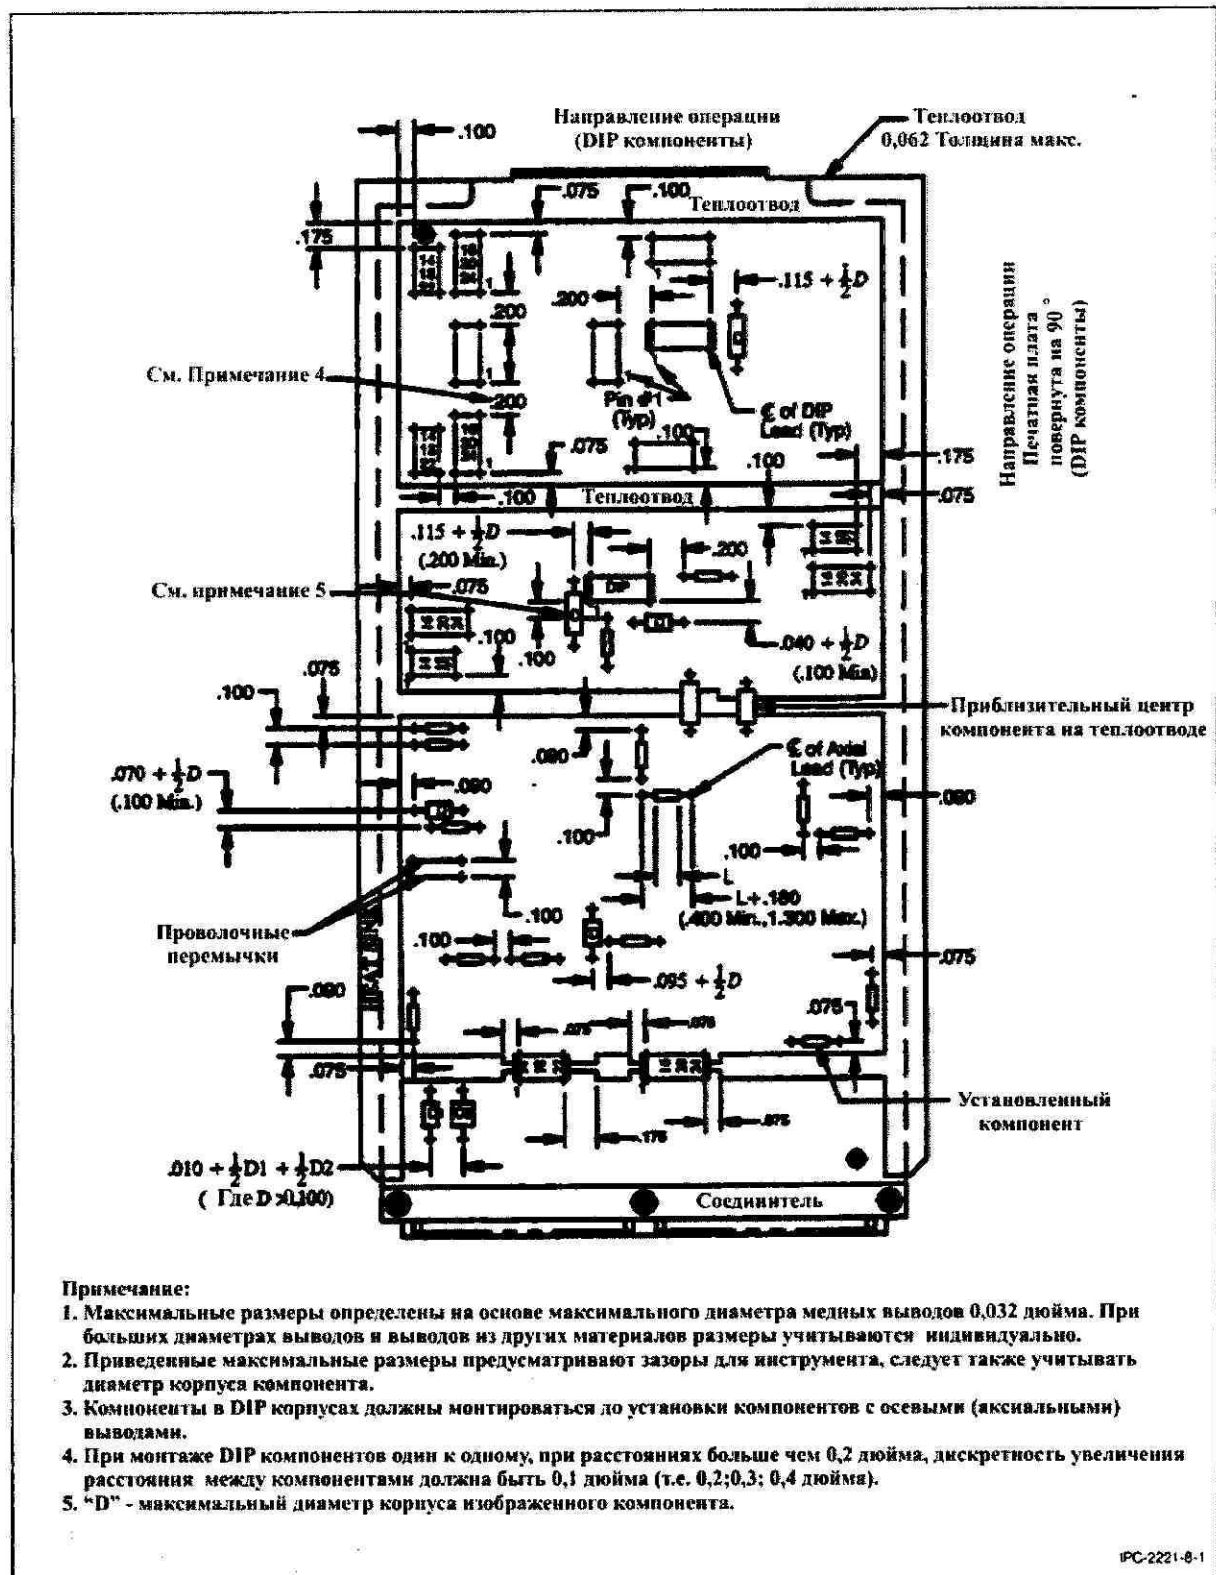 Направление операции
(DIP компоненты)
Теплоотвод
0,062 Толщина макс.
.100
.075
.100
Теплоотвод
.175
.115 + ½D
.200
.200
См. Примечание 4
.200
Pin #1
(Typ)
℄ of DIP
Lead (Typ)
Направление операции
Печатная плата
повернута на 90 °
(DIP компоненты)
.100
.075
.100
.175
.100
Теплоотвод
.075
.115 + ½D
(.200 Min.)
.200
См. примечание 5
.075
DIP
.100
.100
.040 + ½D
(.100 Min)
.075
.100
Приблизительный центр
компонента на теплоотводе
.080
℄ of Axial
Lead (Typ)
.070 + ½D
(.100 Min.)
.090
.090
.100
.100
L
L+.180
(.400 Min., 1.300 Max.)
.100
Проволочные
перемычки
.100
.095 + ½D
.075
.090
.075
.075
.075
.075
Установленный
компонент
.175
.075
.010 + ½D1 + ½D2
( Где D >0.100)
Соединитель
Примечание:
1. Максимальные размеры определены на основе максимального диаметра медных выводов 0,032 дюйма. При
больших диаметрах выводов и выводов из других материалов размеры учитываются индивидуально.
2. Приведенные максимальные размеры предусматривают зазоры для инструмента, следует также учитывать
диаметр корпуса компонента.
3. Компоненты в DIP корпусах должны монтироваться до установки компонентов с осевыми (аксиальными)
выводами.
4. При монтаже DIP компонентов один к одному, при расстояниях больше чем 0,2 дюйма, дискретность увеличения
расстояния между компонентами должна быть 0,1 дюйма (т.е. 0,2;0,3; 0,4 дюйма).
5. “D” - максимальный диаметр корпуса изображенного компонента.
IPC-2221-8-1